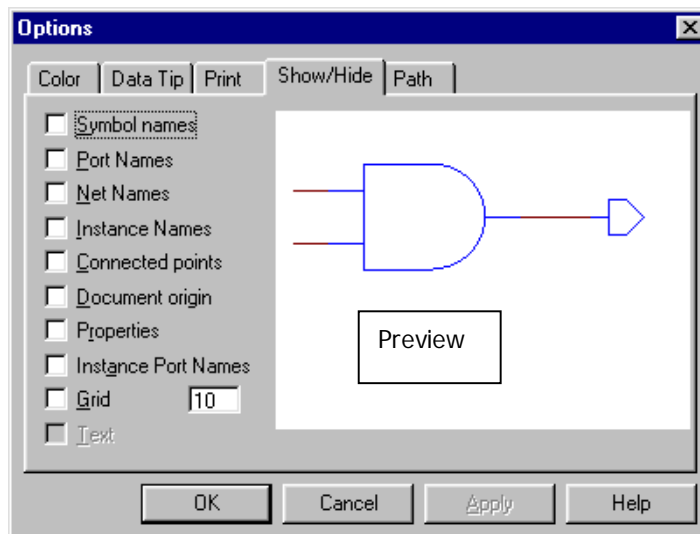 Options
Color Data Tip Print Show/Hide Path
Symbol names
Port Names
Net Names
Instance Names
Connected points
Document origin
Properties
Instance Port Names
Grid 10
Text
Preview
OK Cancel Apply Help